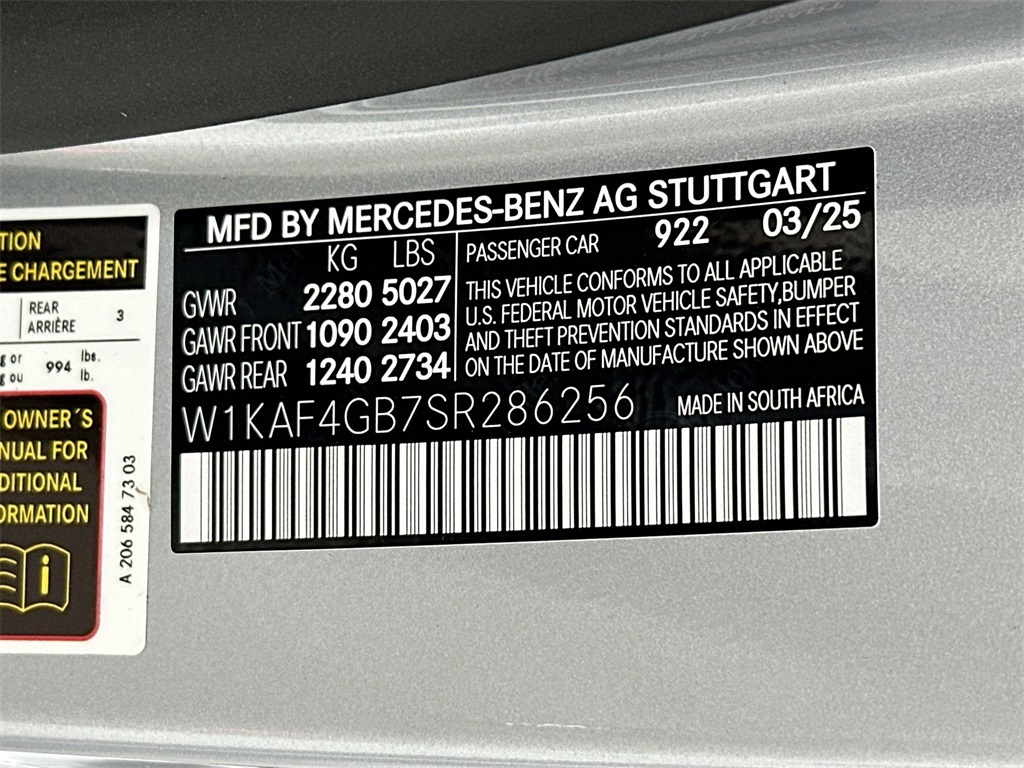 TION
E CHARGEMENT
REAR
ARRIÈRE 3
g or 994 lbs.
g ou lb.
OWNER´S
NUAL FOR
DITIONAL
ORMATION
i
A 206 584 73 03
MFD BY MERCEDES-BENZ AG STUTTGART
KG LBS
GVWR 2280 5027
GAWR FRONT 1090 2403
GAWR REAR 1240 2734
PASSENGER CAR 922 03/25
THIS VEHICLE CONFORMS TO ALL APPLICABLE
U.S. FEDERAL MOTOR VEHICLE SAFETY,BUMPER
AND THEFT PREVENTION STANDARDS IN EFFECT
ON THE DATE OF MANUFACTURE SHOWN ABOVE
W1KAF4GB7SR286256 MADE IN SOUTH AFRICA